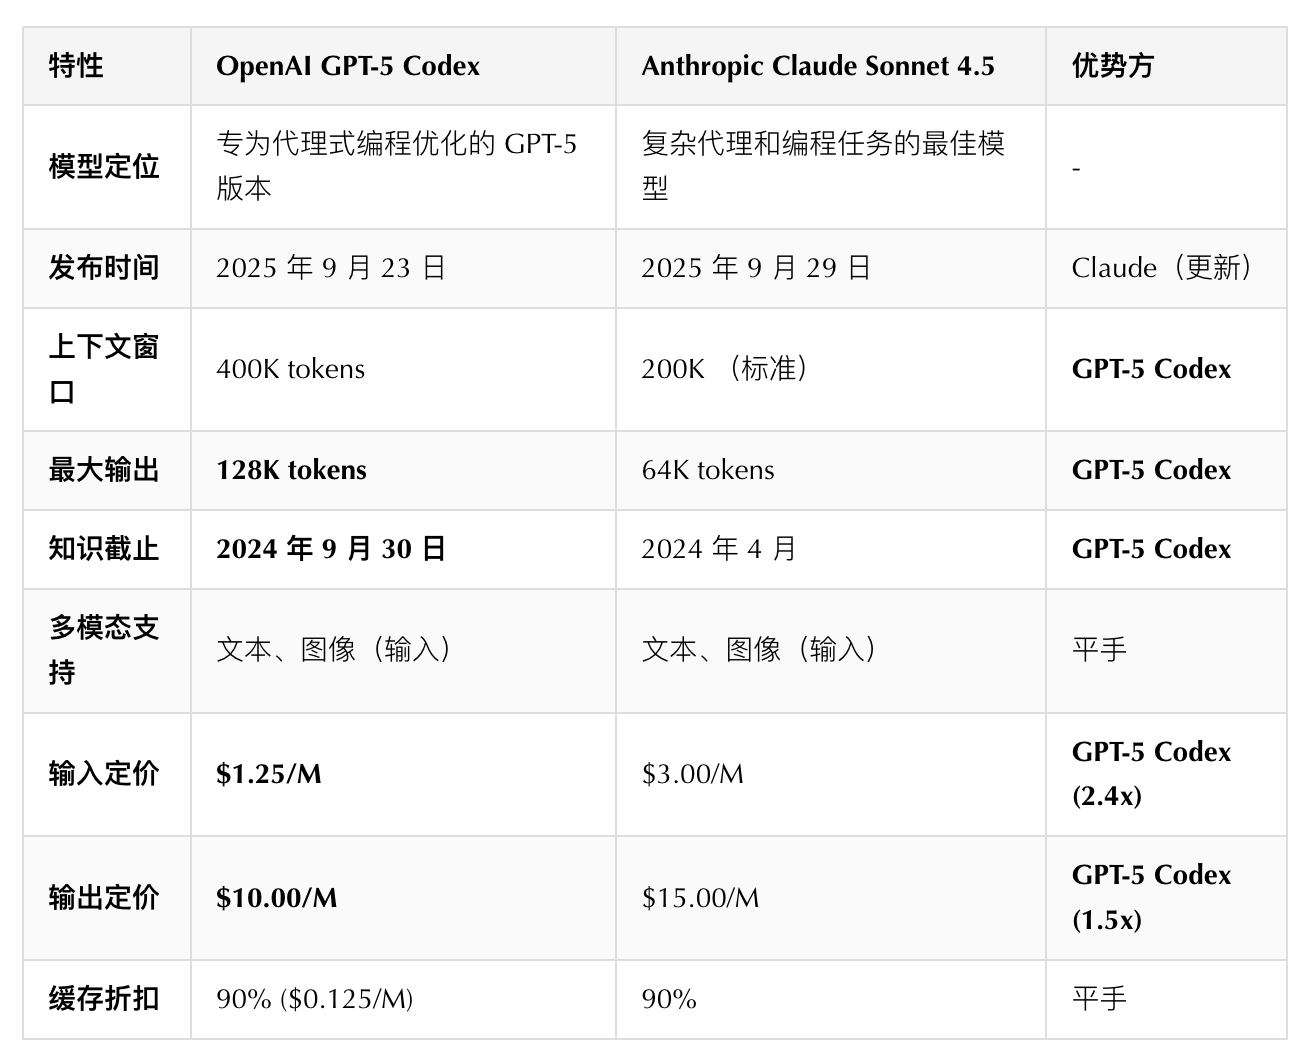 特性 OpenAI GPT-5 Codex Anthropic Claude Sonnet 4.5 优势方
模型定位 专为代理式编程优化的 GPT-5 版本 复杂代理和编程任务的最佳模型 -
发布时间 2025 年 9 月 23 日 2025 年 9 月 29 日 Claude（更新）
上下文窗口 400K tokens 200K （标准） GPT-5 Codex
最大输出 128K tokens 64K tokens GPT-5 Codex
知识截止 2024 年 9 月 30 日 2024 年 4 月 GPT-5 Codex
多模态支持 文本、图像（输入） 文本、图像（输入） 平手
输入定价 $1.25/M $3.00/M GPT-5 Codex (2.4x)
输出定价 $10.00/M $15.00/M GPT-5 Codex (1.5x)
缓存折扣 90% ($0.125/M) 90% 平手